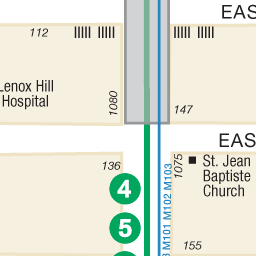 EAS
112
Lenox Hill
Hospital
1080
147
EAS
136
1075
St. Jean
Baptiste
Church
4
5
M101 M102 M103
155